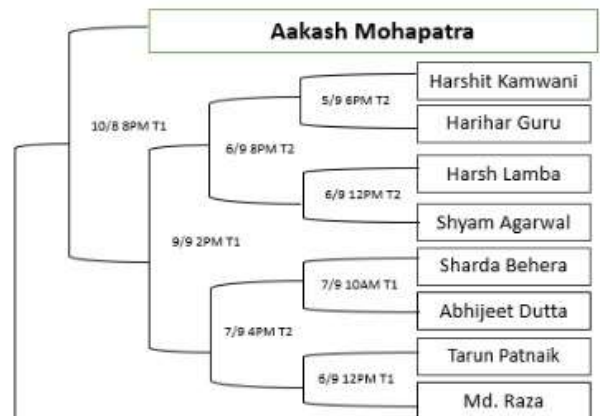 Aakash Mohapatra
Harshit Kamwani
5/9 6PM T2
Harihar Guru
10/8 8PM T1
6/9 8PM T2
Harsh Lamba
6/9 12PM T2
Shyam Agarwal
9/9 2PM T1
Sharda Behera
7/9 10AM T1
Abhijeet Dutta
7/9 4PM T2
Tarun Patnaik
6/9 12PM T1
Md. Raza